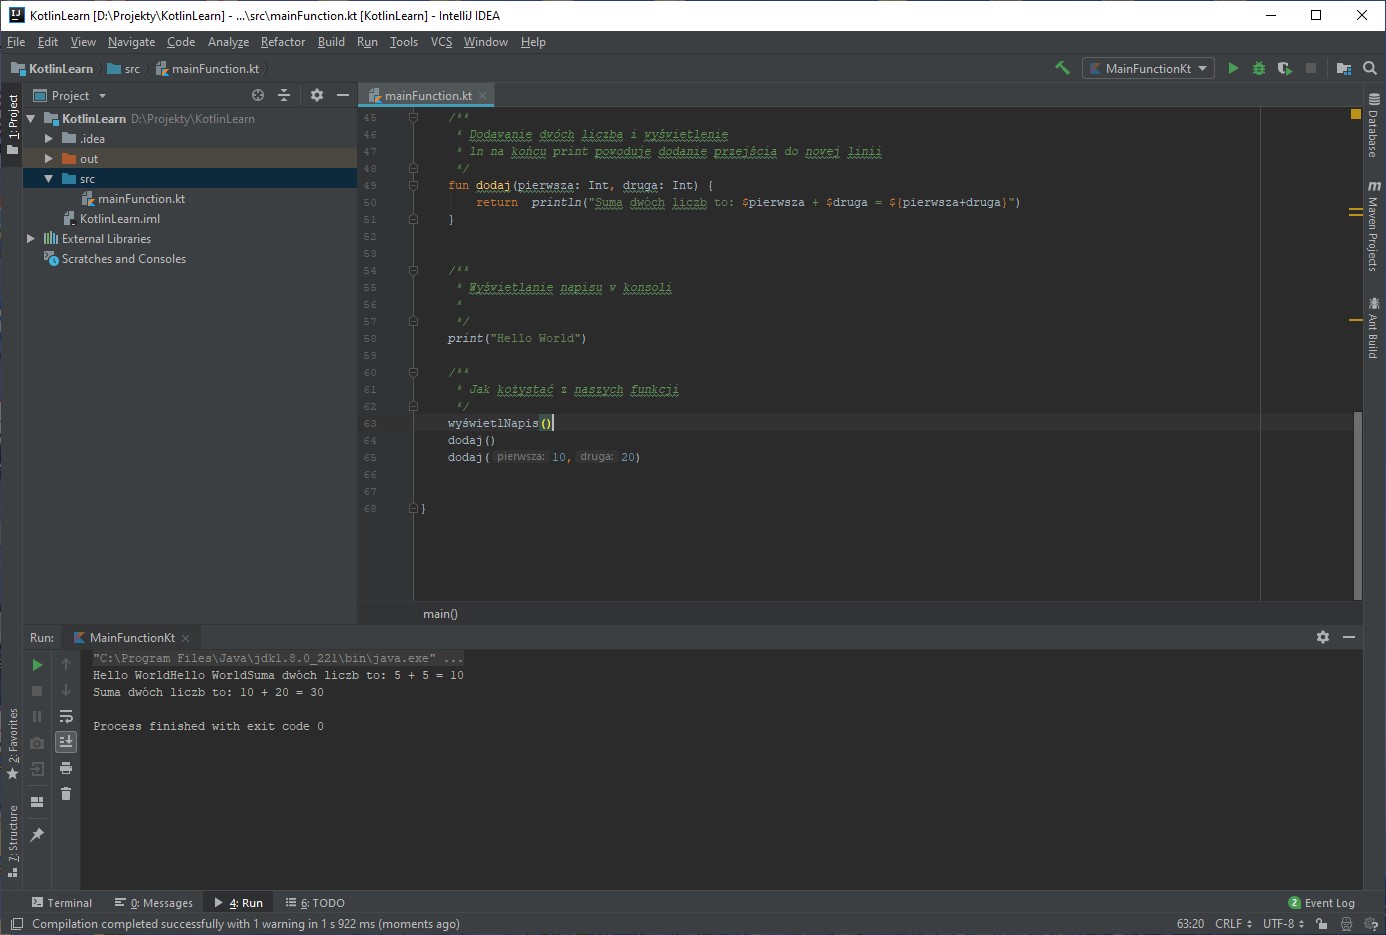 KotlinLearn [D:\Projekty\KotlinLearn] - ...\src\mainFunction.kt [KotlinLearn] - IntelliJ IDEA
File Edit View Navigate Code Analyze Refactor Build Run Tools VCS Window Help
KotlinLearn src mainFunction.kt MainFunctionKt
1: Project
Project
KotlinLearn D:\Projekty\KotlinLearn
.idea
out
src
mainFunction.kt
KotlinLearn.iml
External Libraries
Scratches and Consoles
mainFunction.kt
45 /**
46 * Dodawanie dwóch liczba i wyświetlenie
47 * ln na końcu print powoduję dodanie przejścia do nowej linii
48 */
49 fun dodaj(pierwsza: Int, druga: Int) {
50 return println("Suma dwóch liczb to: $pierwsza + $druga = ${pierwsza+druga}")
51 }
52
53
54 /**
55 * Wyświetlanie napisu w konsoli
56 *
57 */
58 print("Hello World")
59
60 /**
61 * Jak kożystać z naszych funkcji
62 */
63 wyświetlNapis()
64 dodaj()
65 dodaj( pierwsza: 10, druga: 20)
66
67
68 }
main()
Database
Maven Projects
Ant Build
Run: MainFunctionKt
"C:\Program Files\Java\jdk1.8.0_221\bin\java.exe" ...
Hello WorldHello WorldSuma dwóch liczb to: 5 + 5 = 10
Suma dwóch liczb to: 10 + 20 = 30
Process finished with exit code 0
2: Favorites
7: Structure
Terminal 0: Messages 4: Run 6: TODO 2 Event Log
Compilation completed successfully with 1 warning in 1 s 922 ms (moments ago) 63:20 CRLF UTF-8